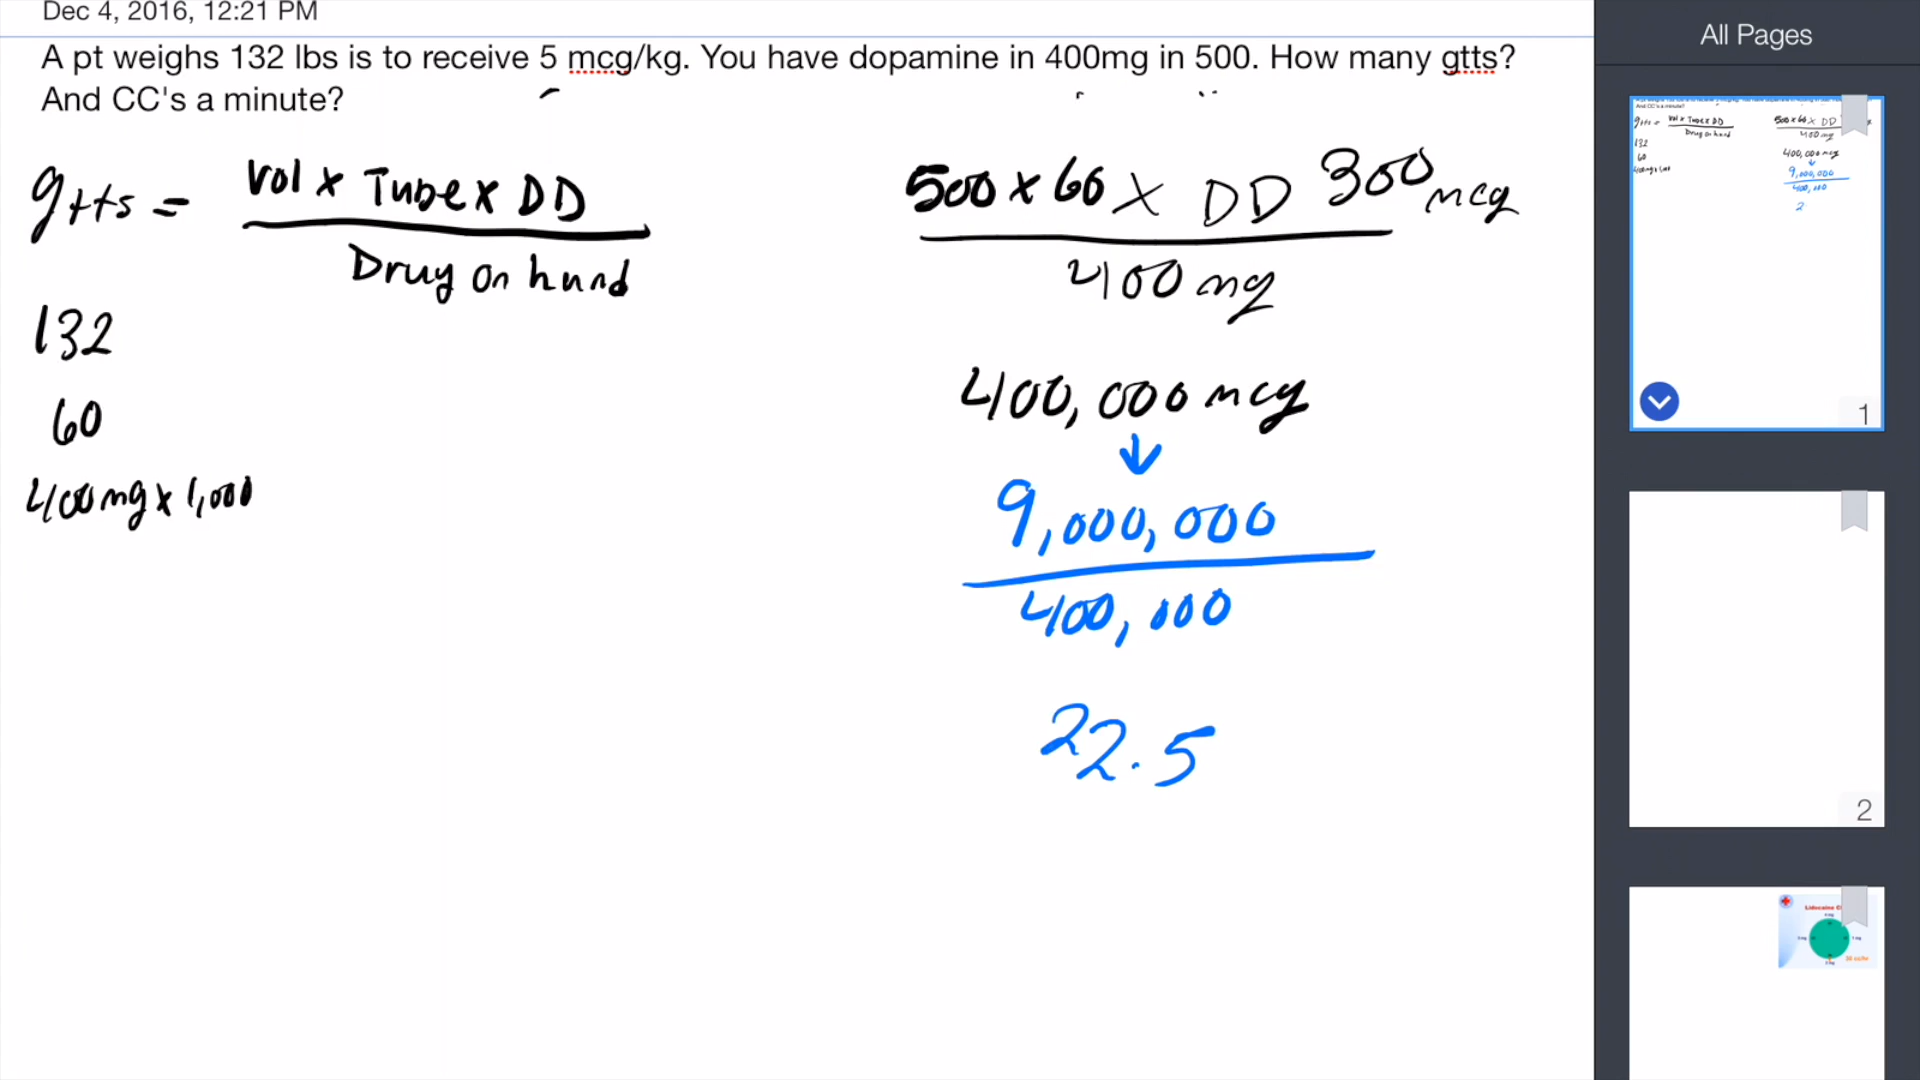 Dec 4, 2016, 12:21 PM
A pt weighs 132 lbs is to receive 5 mcg/kg. You have dopamine in 400mg in 500. How many gtts?
And CC's a minute?
gtts = Vol x Tube x DD
Drug on hand
132
60
400mg x 1,000
500 x 60 x DD 300 mcg
400 mg
400,000 mcg
9,000,000
400,000
22.5
All Pages
1
2